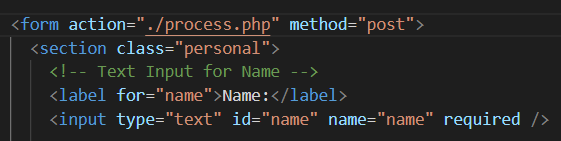 <form action="./process.php" method="post">
<section class="personal">
<!-- Text Input for Name -->
<label for="name">Name:</label>
<input type="text" id="name" name="name" required />